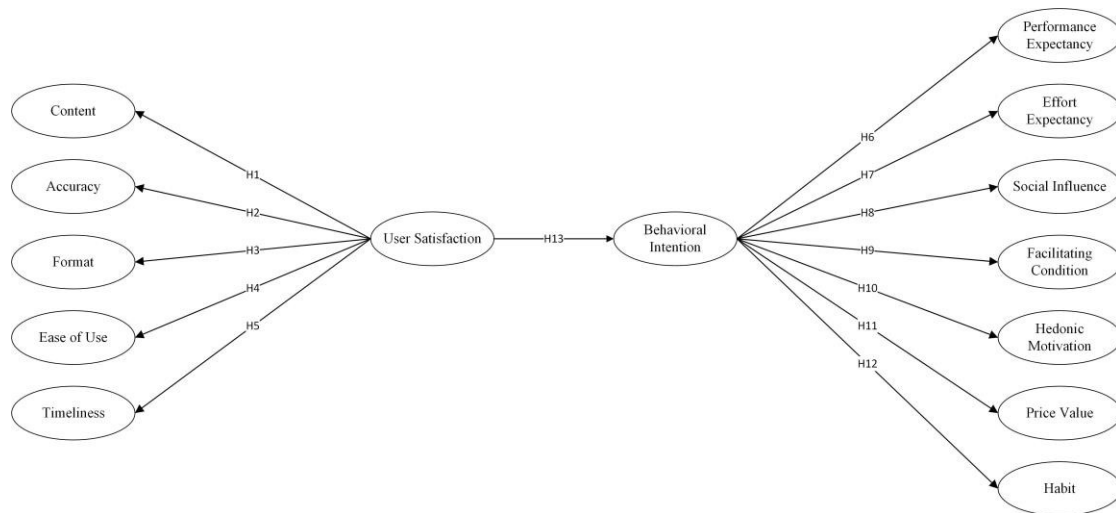 Content
Accuracy
Format
Ease of Use
Timeliness
H1
H2
H3
H4
H5
User Satisfaction
H13
Behavioral
Intention
H6
H7
H8
H9
H10
H11
H12
Performance
Expectancy
Effort
Expectancy
Social Influence
Facilitating
Condition
Hedonic
Motivation
Price Value
Habit